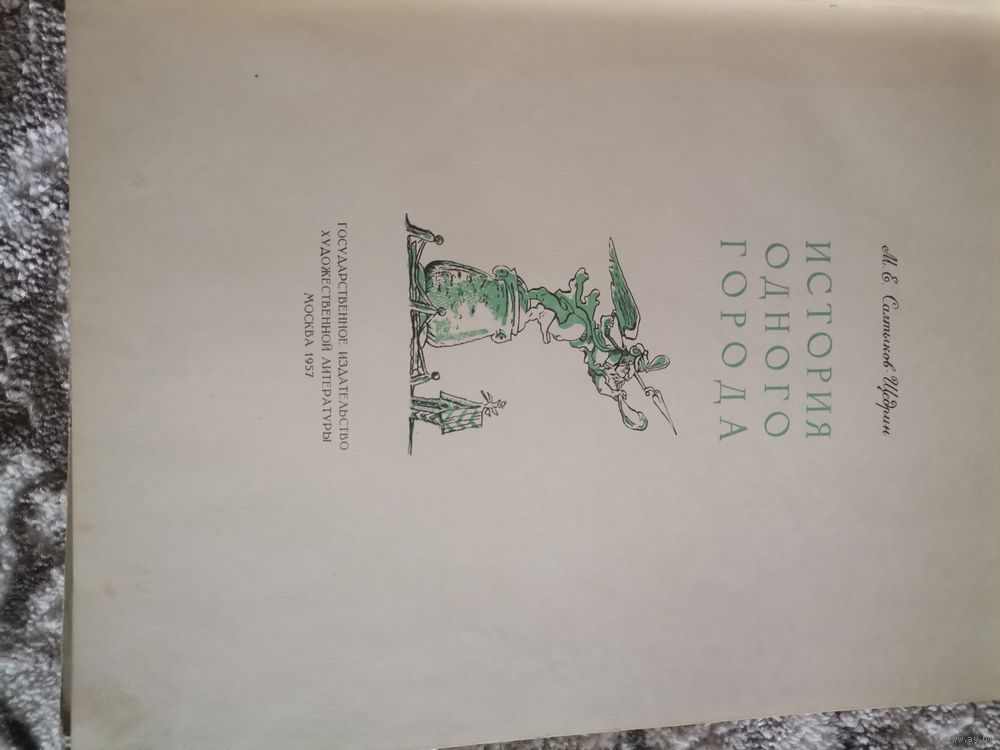 М. Е. Салтыков-Щедрин
ИСТОРИЯ
ОДНОГО
ГОРОДА
ГОСУДАРСТВЕННОЕ ИЗДАТЕЛЬСТВО
ХУДОЖЕСТВЕННОЙ ЛИТЕРАТУРЫ
МОСКВА 1957